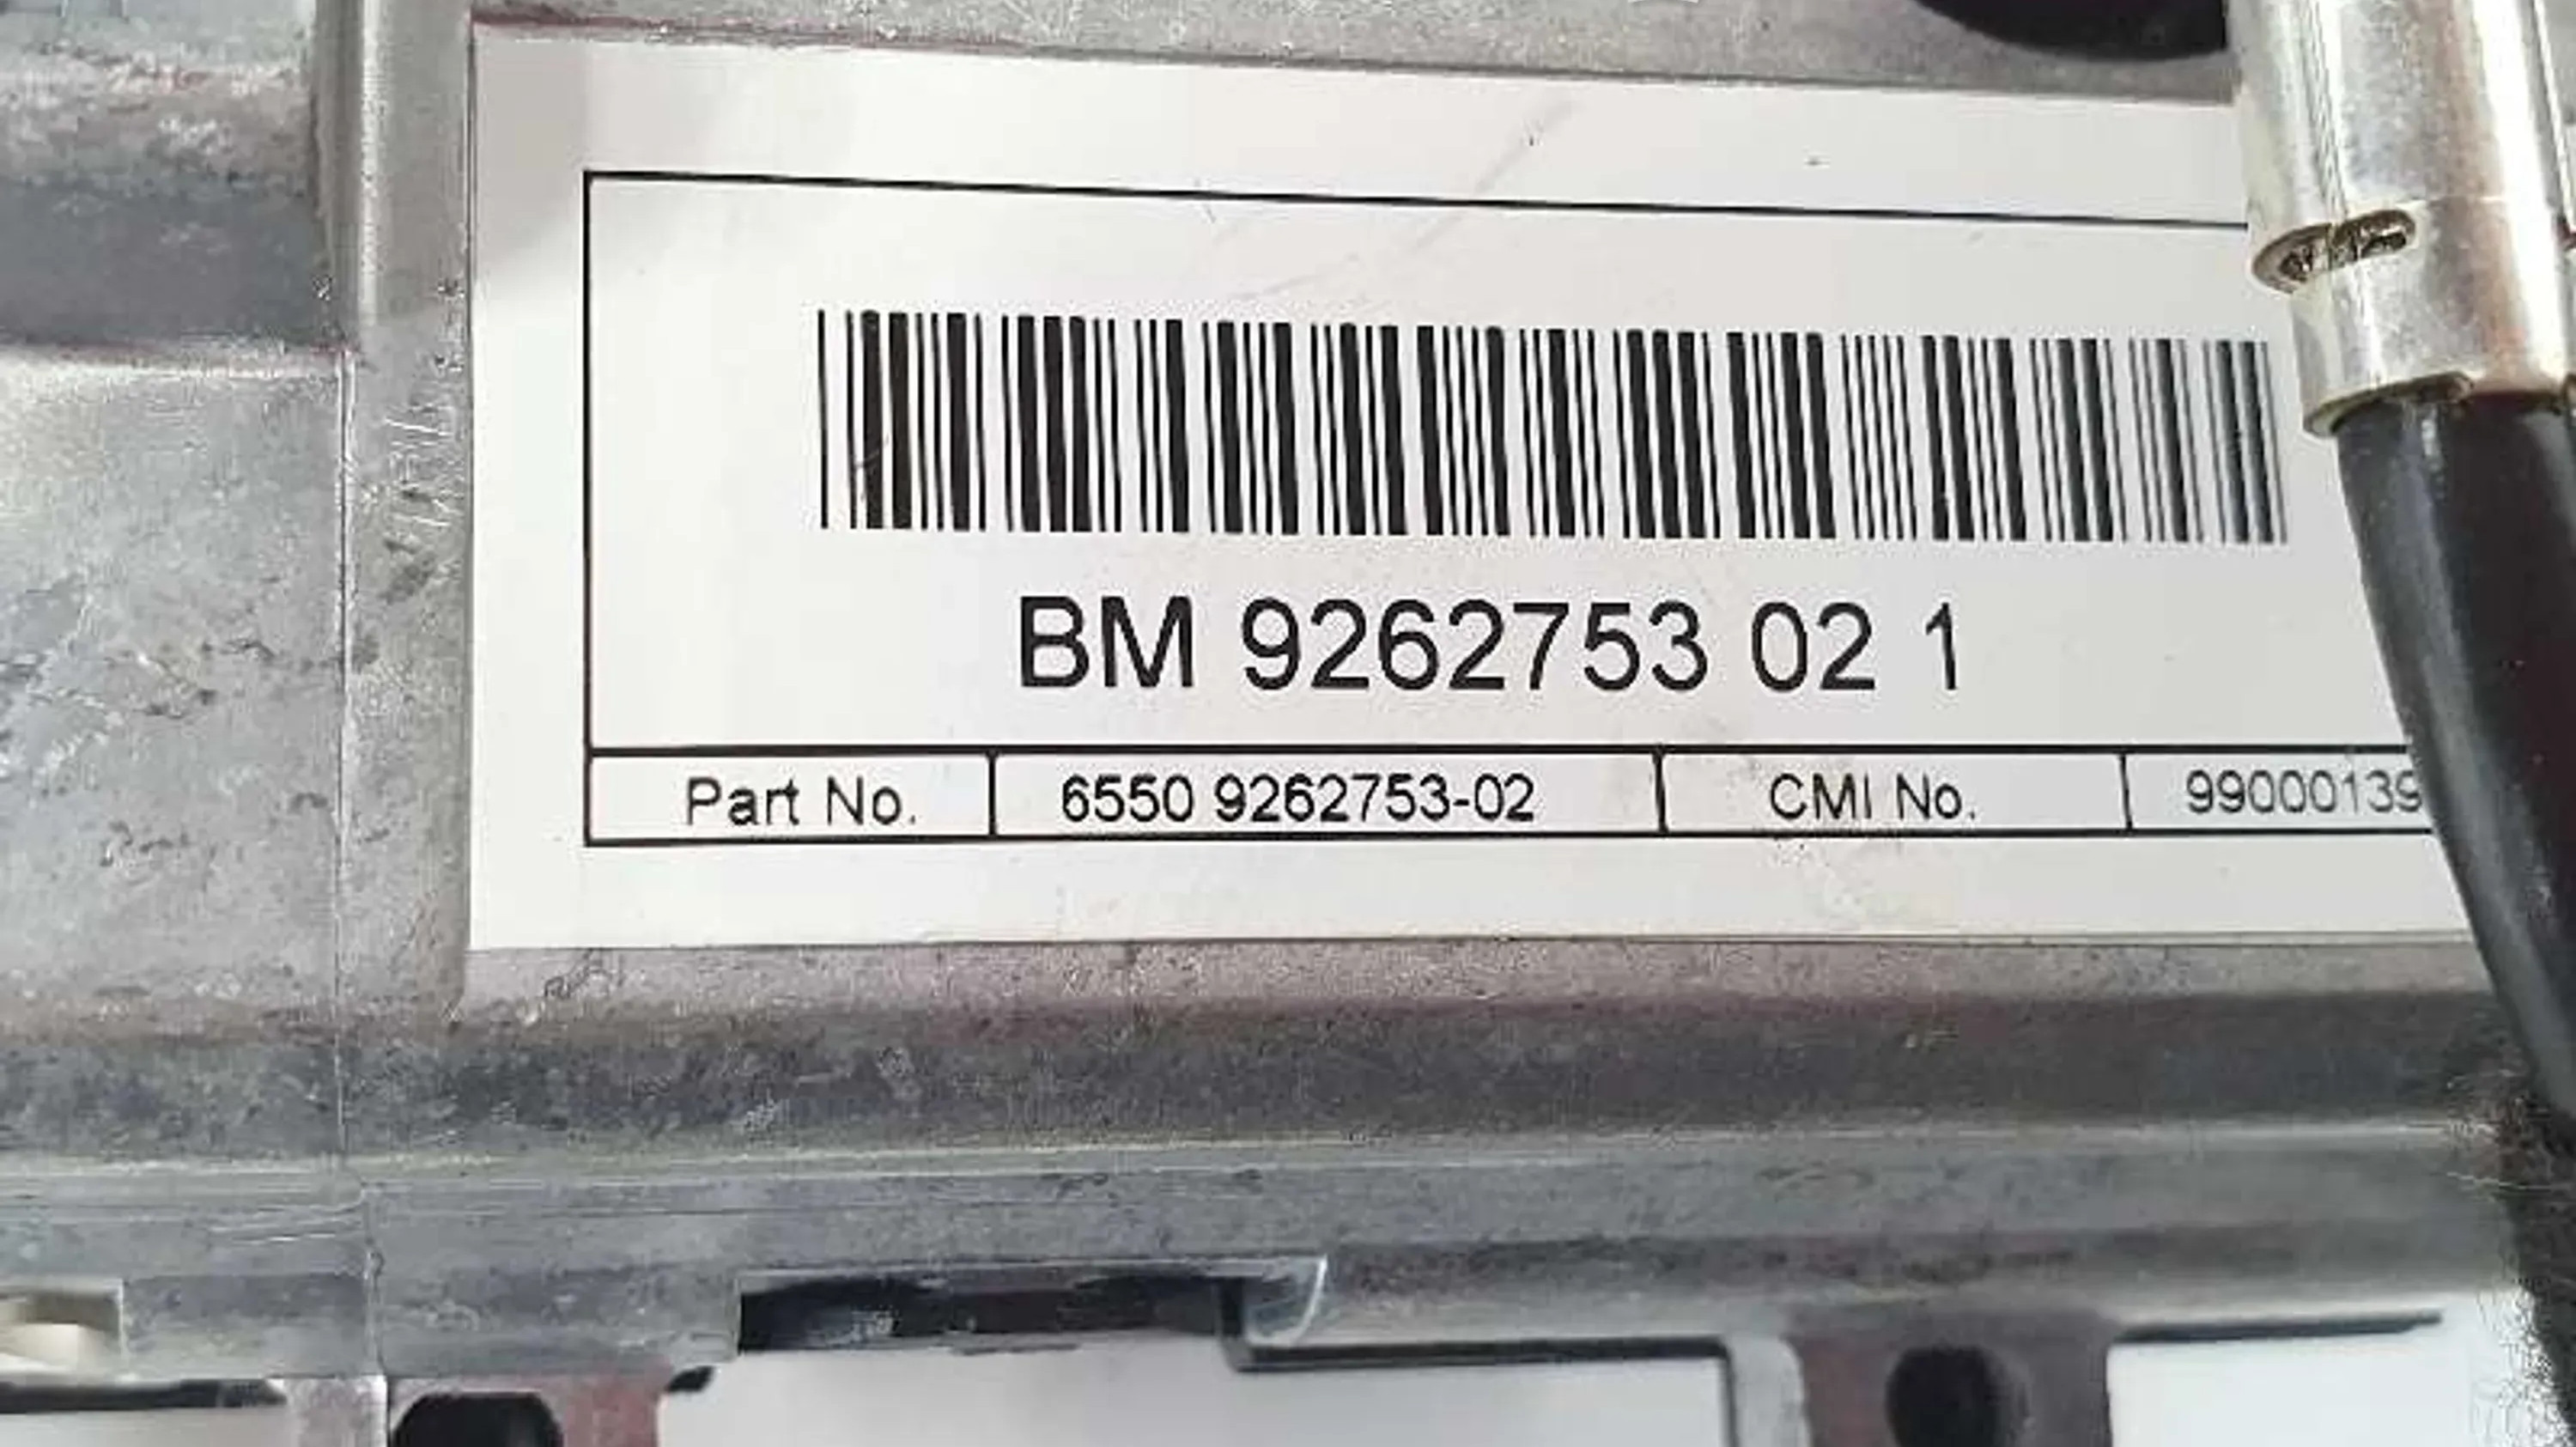 BM 9262753 02 1
Part No. 6550 9262753-02 CMI No. 99000139